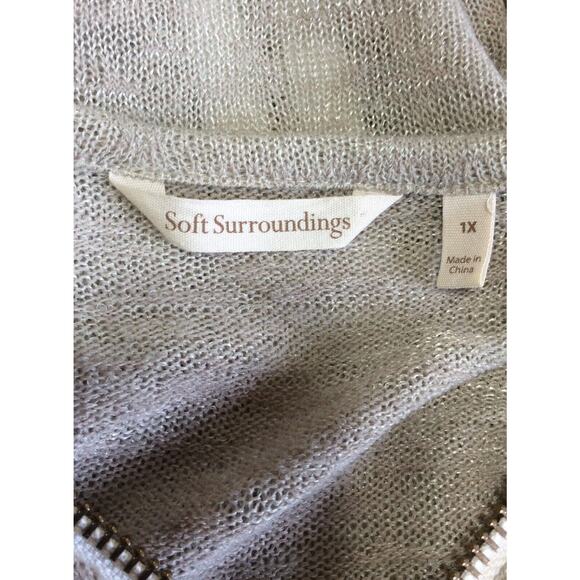 Soft Surroundings
1X
Made in
China